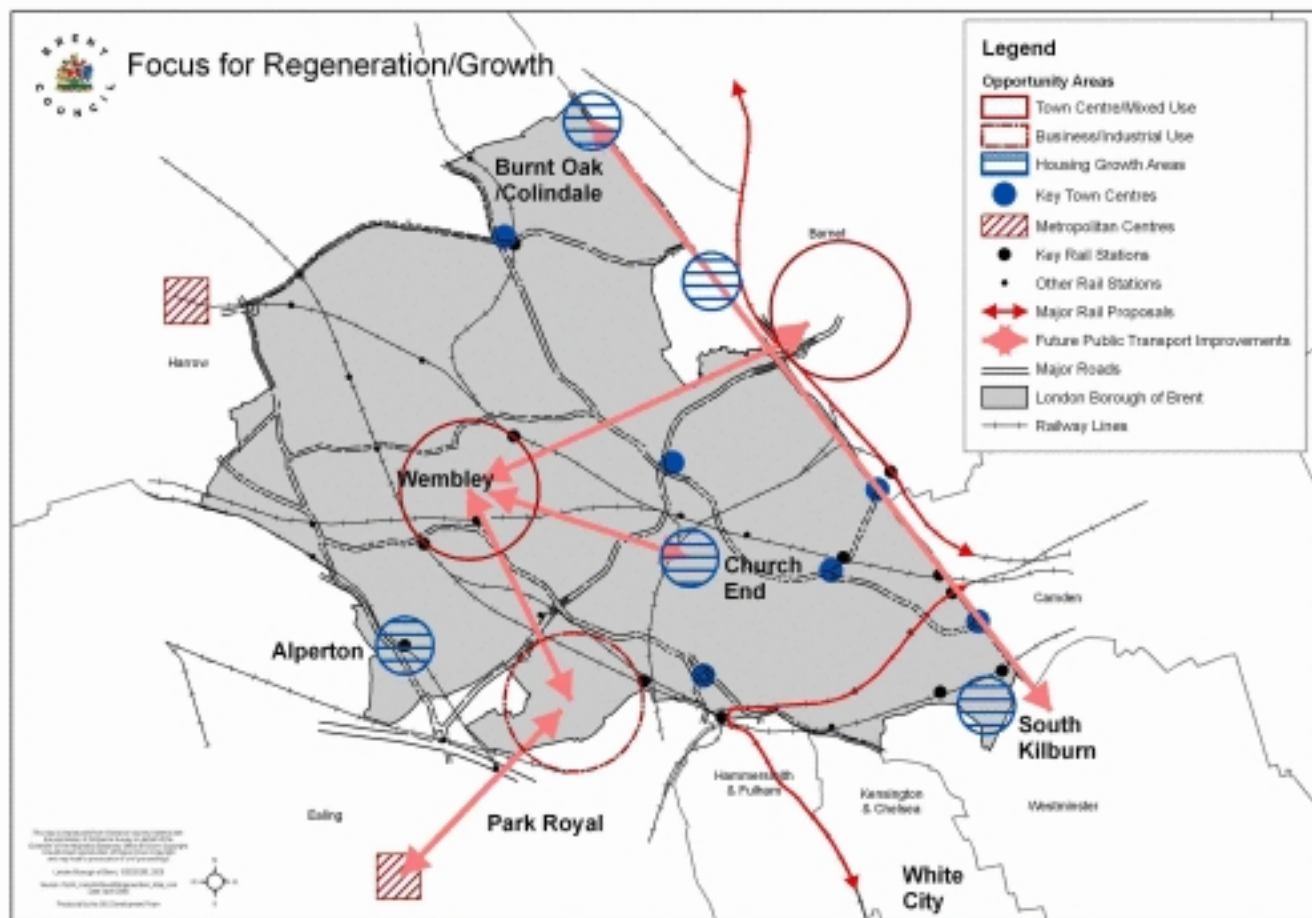 BRENT COUNCIL
Focus for Regeneration/Growth
Legend
Opportunity Areas
Town Centre/Mixed Use
Business/Industrial Use
Housing Growth Areas
Key Town Centres
Metropolitan Centres
Key Rail Stations
Other Rail Stations
Major Rail Proposals
Future Public Transport Improvements
Major Roads
London Borough of Brent
Railway Lines
Burnt Oak
/Colindale
Barnet
Harrow
Wembley
Church
End
Camden
Alperton
South
Kilburn
Hammersmith
& Fulham
Kensington
& Chelsea
Westminster
Ealing
Park Royal
White
City